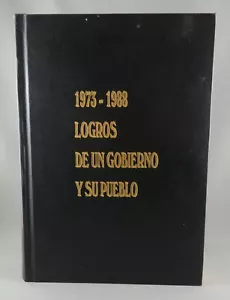 1973 - 1988
LOGROS
DE UN GOBIERNO
Y SU PUEBLO